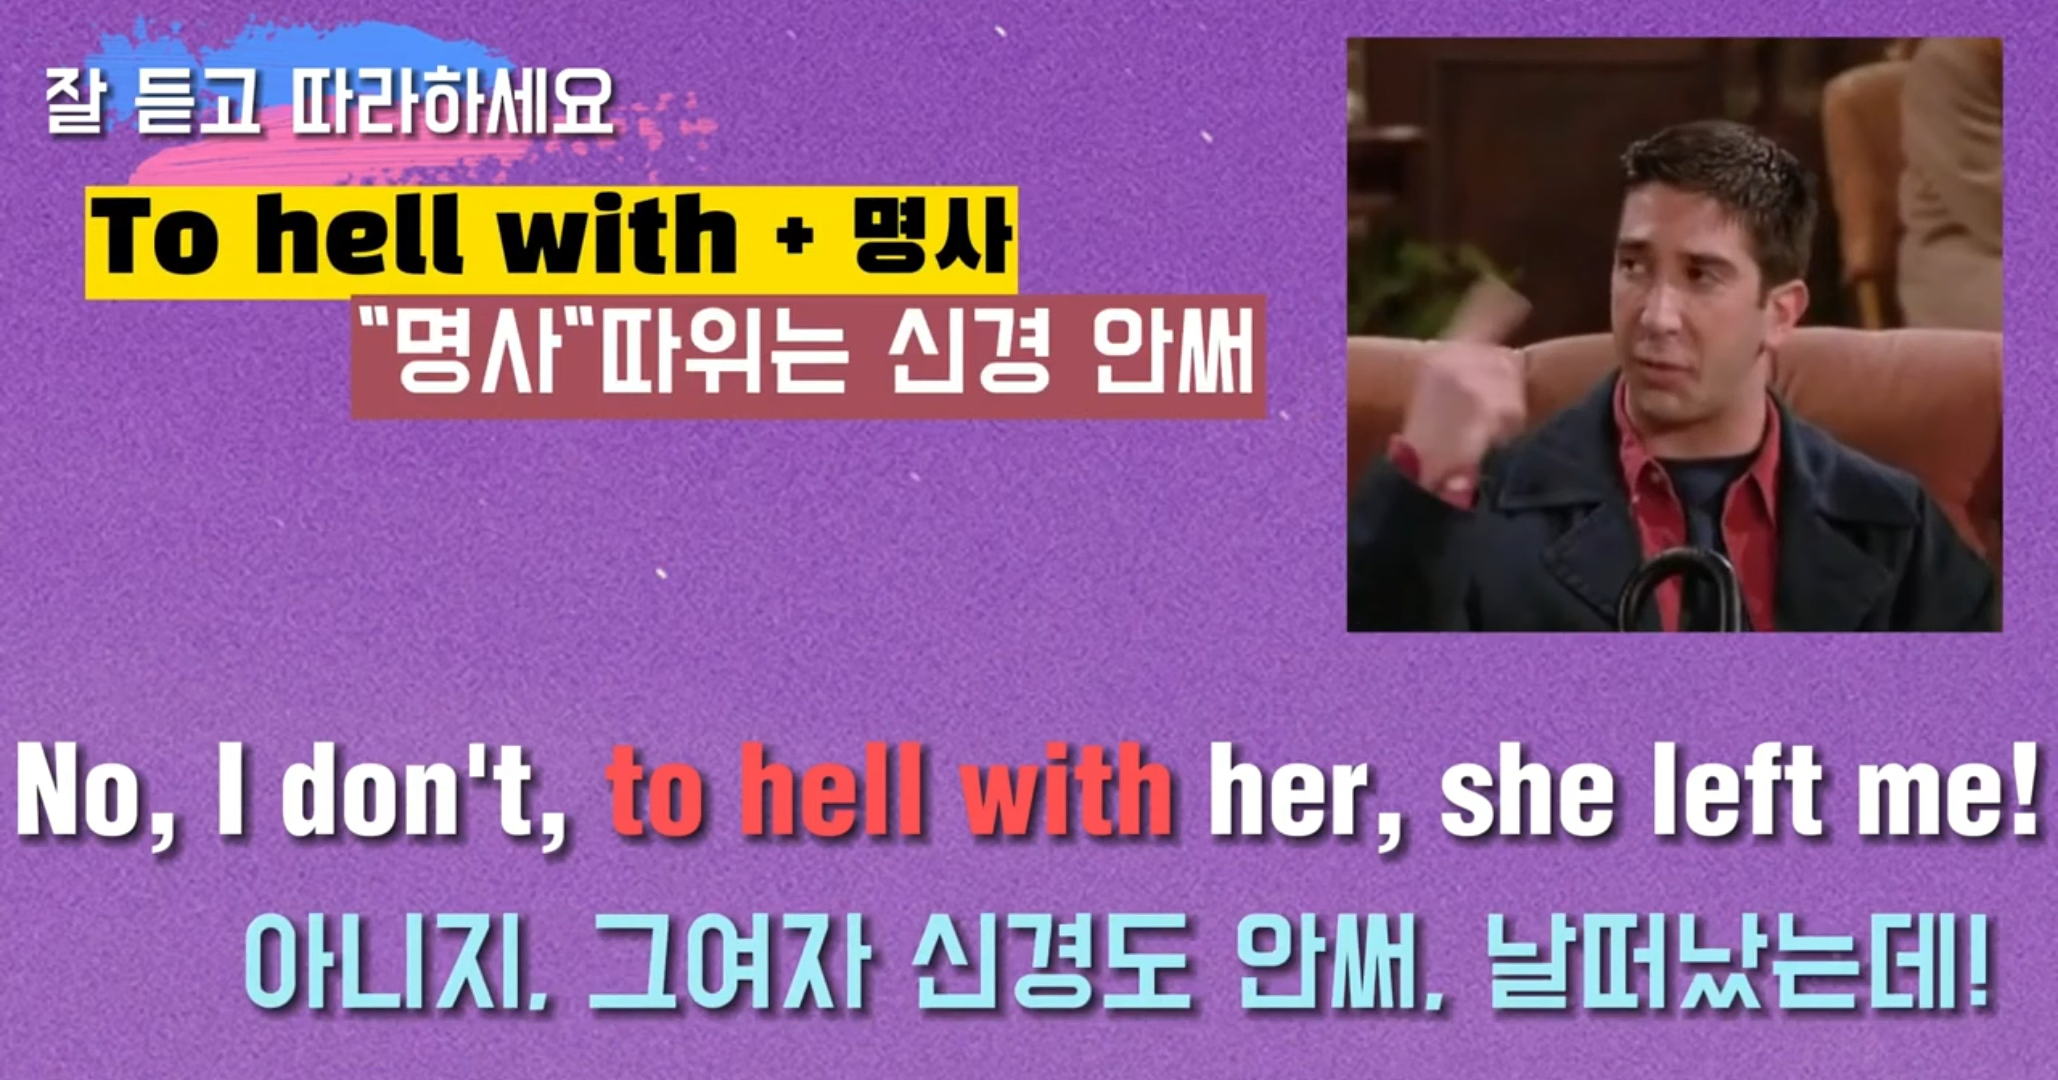 잘 듣고 따라하세요
To hell with + 명사
"명사"따위는 신경 안써
No, I don't, to hell with her, she left me!
아니지, 그여자 신경도 안써, 날떠났는데!